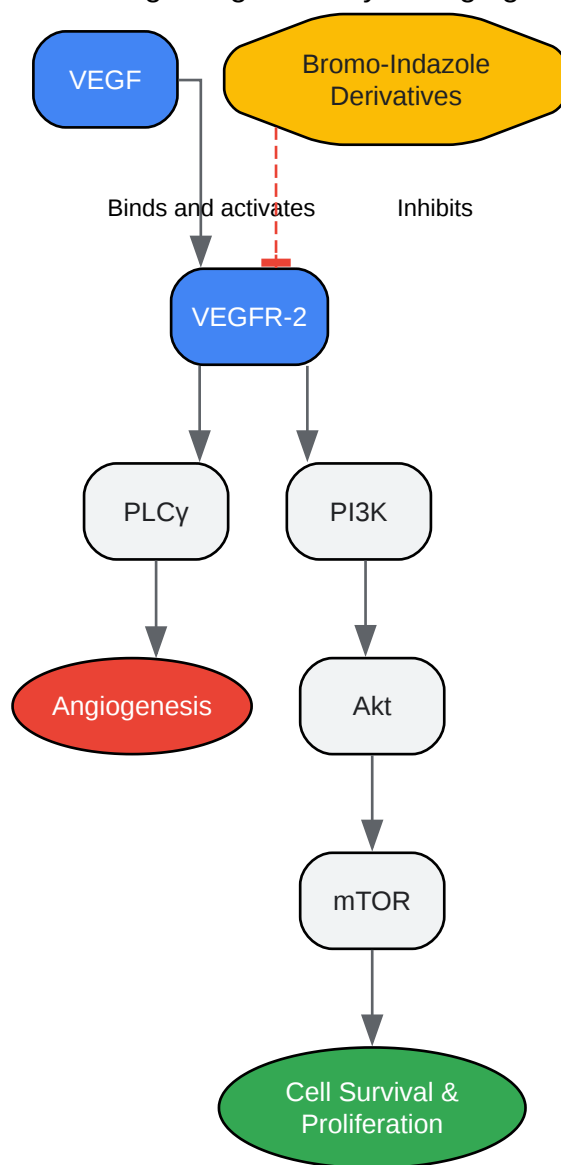 VEGF
Bromo-Indazole
Derivatives
Binds and activates
Inhibits
VEGFR-2
PLCγ
PI3K
Angiogenesis
Akt
mTOR
Cell Survival &
Proliferation